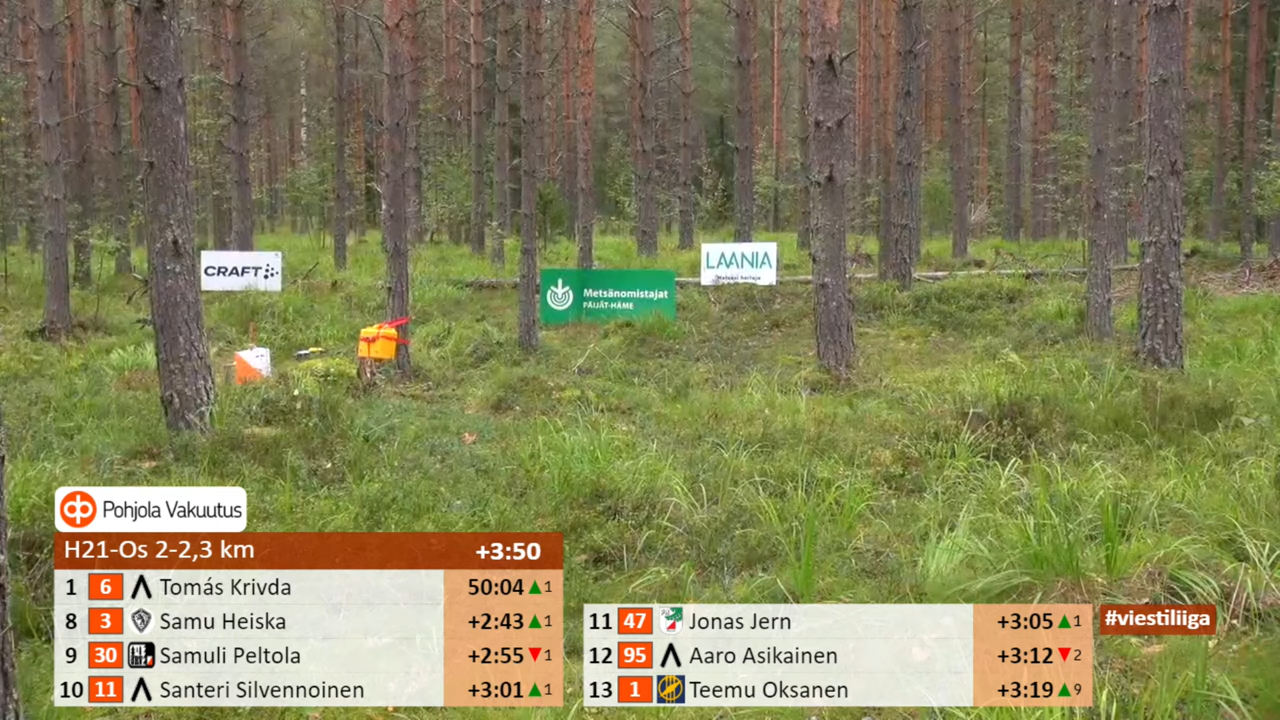 CRAFT
Metsänomistajat
PÄIJÄT-HÄME
LAANIA
Metsäsi hoitaja
Pohjola Vakuutus
H21-Os 2-2,3 km +3:50
1 6 Tomás Krivda 50:04 ▲1
8 3 Samu Heiska +2:43 ▲1
9 30 Samuli Peltola +2:55 ▼1
10 11 Santeri Silvennoinen +3:01 ▲1
11 47 Jonas Jern +3:05 ▲1
12 95 Aaro Asikainen +3:12 ▼2
13 1 Teemu Oksanen +3:19 ▲9
#viestiliiga